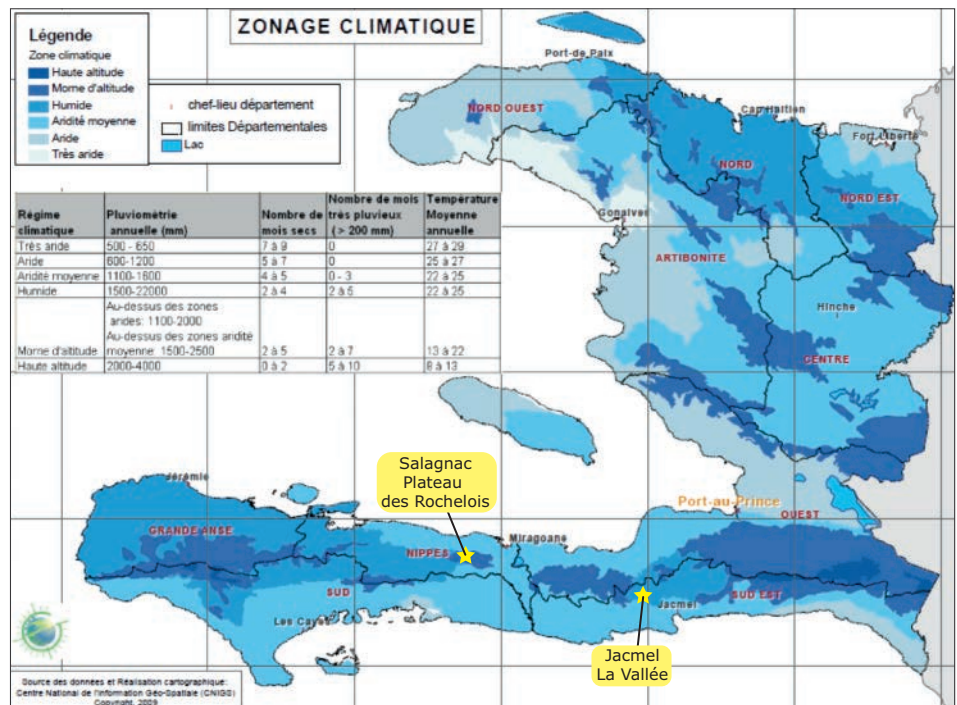 ZONAGE CLIMATIQUE
Légende
Zone climatique
Haute altitude
Morne d'altitude
Humide
Aridité moyenne
Aride
Très aride
chef-lieu département
limites Départementales
Lac
Régime climatique | Pluviométrie annuelle (mm) | Nombre de mois secs | Nombre de mois très pluvieux (> 200 mm) | Température Moyenne annuelle
Très aride | 500 - 650 | 7 à 9 | 0 | 27 à 29
Aride | 600-1200 | 5 à 7 | 0 | 25 à 27
Aridité moyenne | 1100-1600 | 4 à 5 | 0 - 3 | 22 à 25
Humide | 1500-22000 | 2 à 4 | 2 à 6 | 22 à 25
Morne d'altitude | Au-dessus des zones arides: 1100-2000 Au-dessus des zones aridité moyenne: 1500-2500 | 2 à 5 | 2 à 7 | 13 à 22
Haute altitude | 2000-4000 | 0 à 2 | 5 à 10 | 8 à 13
Port-de-Paix
NORD OUEST
Cap-Haïtien
Fort Liberté
NORD
NORD EST
Gonaïves
ARTIBONITE
Hinche
CENTRE
Salagnac
Plateau
des Rochelois
Jérémie
Port-au-Prince
OUEST
GRANDE ANSE
NIPPES
Miragoane
SUD
SUD EST
Jacmel
Les Cayes
Jacmel
La Vallée
Source des données et Réalisation cartographique:
Centre National de l'Information Géo-Spatiale (CNIGS)
Copyright, 2009